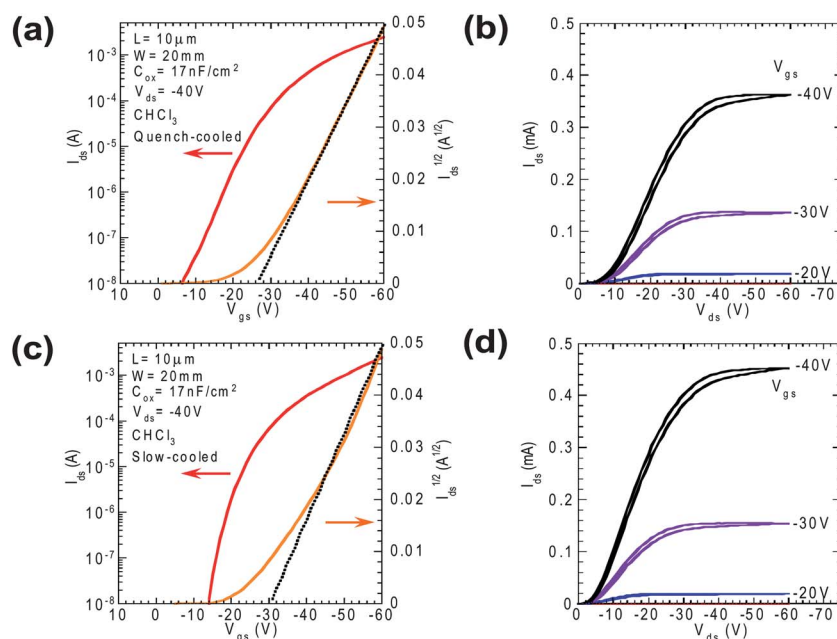 (a)
L= 10μm
W= 20mm
C_ox= 17nF/cm²
V_ds= -40V
CHCl₃
Quench-cooled
10⁻³
10⁻⁴
10⁻⁵
10⁻⁶
10⁻⁷
10⁻⁸
I_ds (A)
0.05
0.04
0.03
0.02
0.01
0
I_ds^1/2 (A^1/2)
10 0 -10 -20 -30 -40 -50 -60
V_gs (V)
(b)
0.5
0.4
0.3
0.2
0.1
0
I_ds (mA)
V_gs
-40V
-30V
-20V
0 -10 -20 -30 -40 -50 -60 -70
V_ds (V)
(c)
L= 10μm
W= 20mm
C_ox= 17nF/cm²
V_ds= -40V
CHCl₃
Slow-cooled
10⁻³
10⁻⁴
10⁻⁵
10⁻⁶
10⁻⁷
10⁻⁸
I_ds (A)
0.05
0.04
0.03
0.02
0.01
0
I_ds^1/2 (A^1/2)
10 0 -10 -20 -30 -40 -50 -60
V_gs (V)
(d)
0.5
0.4
0.3
0.2
0.1
0
I_ds (mA)
-40V
V_gs
-30V
-20V
0 -10 -20 -30 -40 -50 -60 -70
V_ds (V)